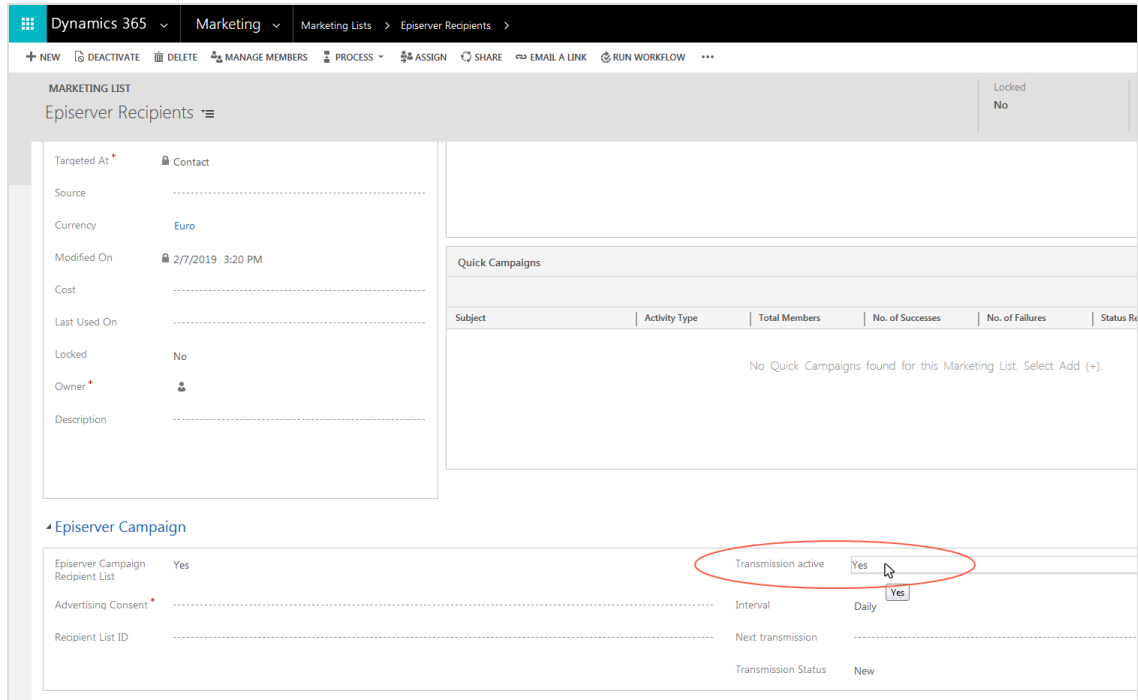 Dynamics 365 Marketing Marketing Lists > Episerver Recipients >
+ NEW DEACTIVATE DELETE MANAGE MEMBERS PROCESS ASSIGN SHARE EMAIL A LINK RUN WORKFLOW ...
MARKETING LIST
Episerver Recipients
Locked
No
Targeted At * Contact
Source
Currency Euro
Modified On 2/7/2019 3:20 PM
Cost
Last Used On
Locked No
Owner *
Description
Quick Campaigns
Subject Activity Type Total Members No. of Successes No. of Failures Status Re
No Quick Campaigns found for this Marketing List. Select Add (+).
Episerver Campaign
Episerver Campaign Recipient List Yes
Advertising Consent *
Recipient List ID
Transmission active Yes
Yes
Interval Daily
Next transmission
Transmission Status New